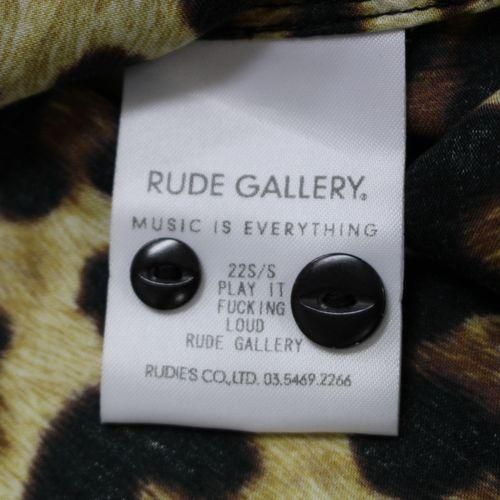 RUDE GALLERY®
MUSIC IS EVERYTHING
22S/S
PLAY IT
FUCKING
LOUD
RUDE GALLERY
RUDIES CO.,LTD. 03.5469.2266